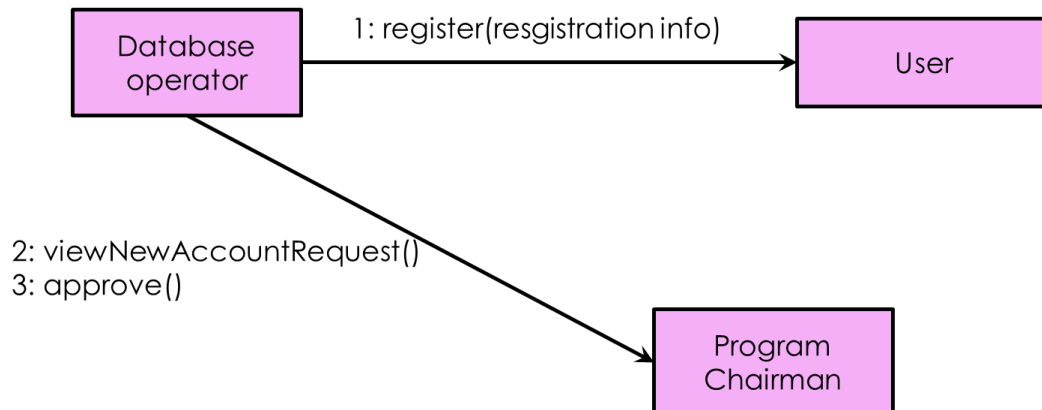 1: register(resgistration info)
Database
operator
User
2: viewNewAccountRequest()
3: approve()
Program
Chairman